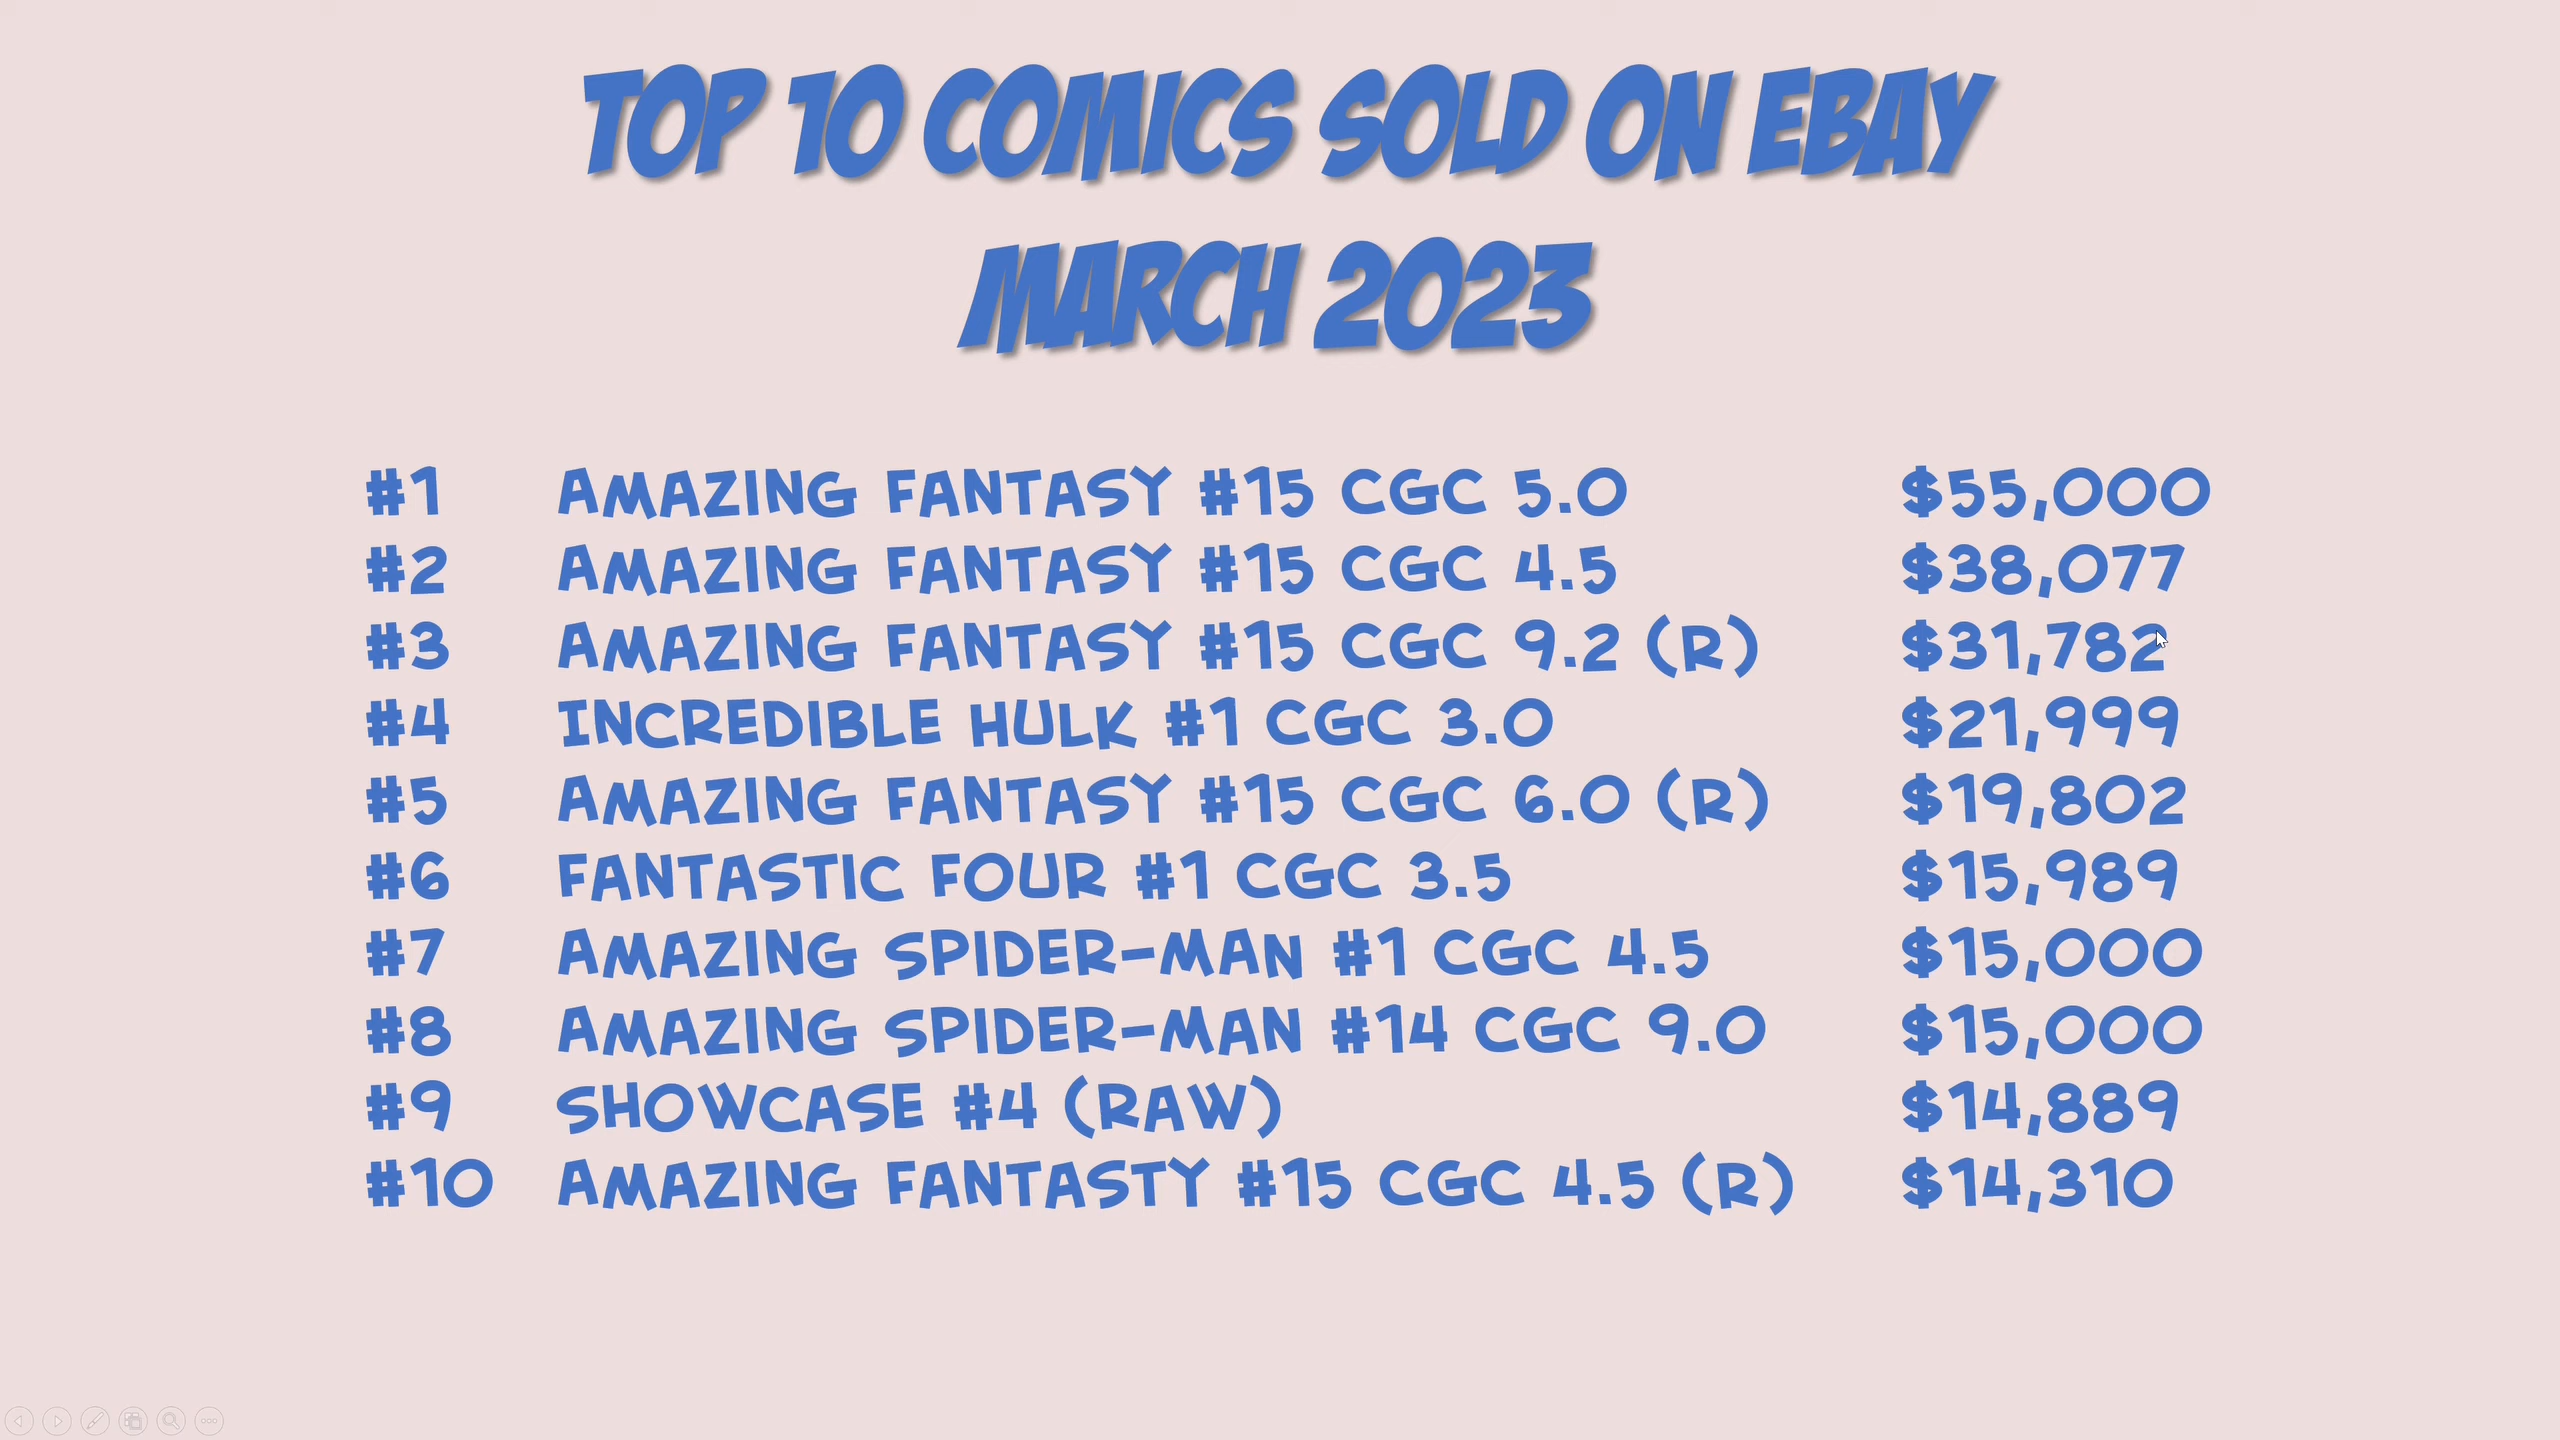 TOP 10 COMICS SOLD ON EBAY
MARCH 2023
#1 AMAZING FANTASY #15 CGC 5.0 $55,000
#2 AMAZING FANTASY #15 CGC 4.5 $38,077
#3 AMAZING FANTASY #15 CGC 9.2 (R) $31,782
#4 INCREDIBLE HULK #1 CGC 3.0 $21,999
#5 AMAZING FANTASY #15 CGC 6.0 (R) $19,802
#6 FANTASTIC FOUR #1 CGC 3.5 $15,989
#7 AMAZING SPIDER-MAN #1 CGC 4.5 $15,000
#8 AMAZING SPIDER-MAN #14 CGC 9.0 $15,000
#9 SHOWCASE #4 (RAW) $14,889
#10 AMAZING FANTASTY #15 CGC 4.5 (R) $14,310